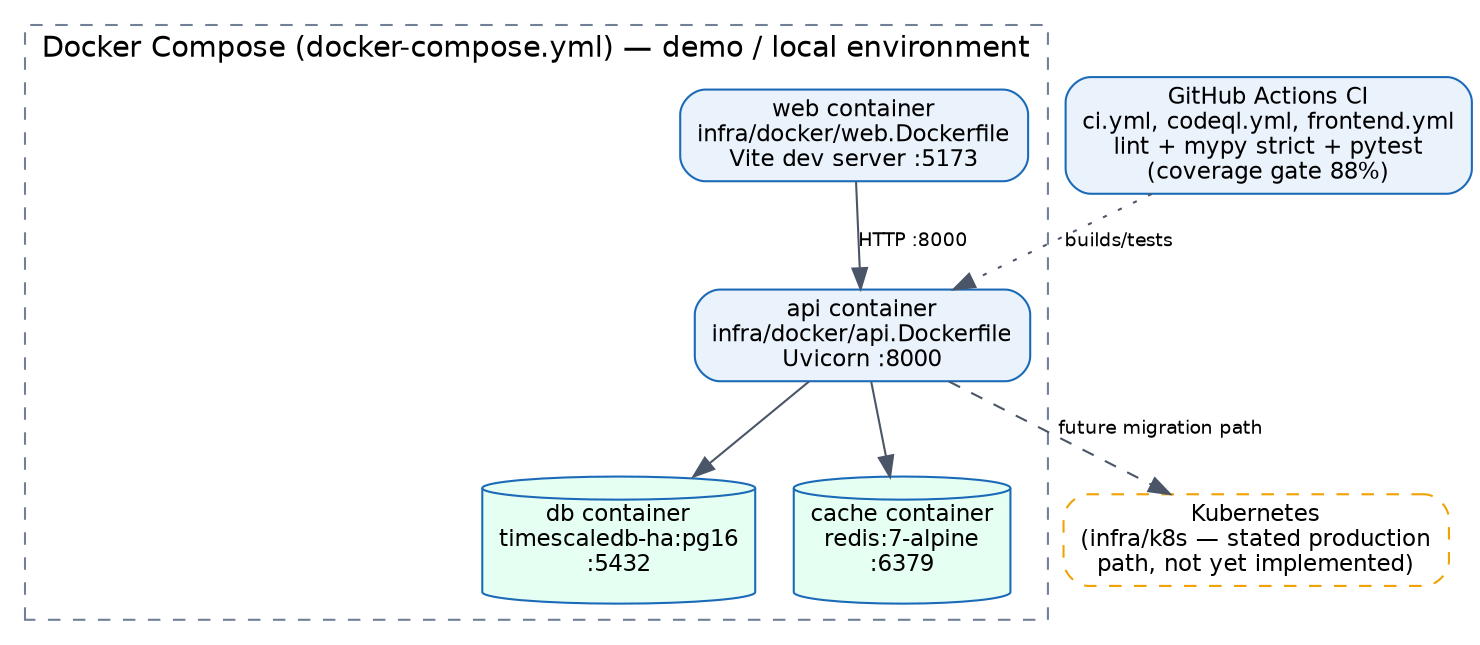 Docker Compose (docker-compose.yml) — demo / local environment
web container
infra/docker/web.Dockerfile
Vite dev server :5173
GitHub Actions CI
ci.yml, codeql.yml, frontend.yml
lint + mypy strict + pytest
(coverage gate 88%)
HTTP :8000
builds/tests
api container
infra/docker/api.Dockerfile
Uvicorn :8000
future migration path
db container
timescaledb-ha:pg16
:5432
cache container
redis:7-alpine
:6379
Kubernetes
(infra/k8s — stated production
path, not yet implemented)